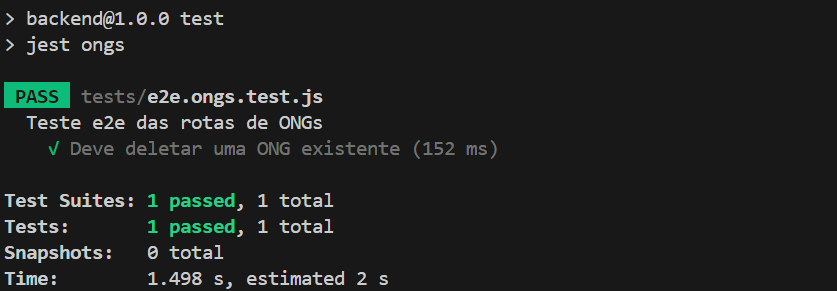 > backend@1.0.0 test
> jest ongs
PASS tests/e2e.ongs.test.js
Teste e2e das rotas de ONGs
√ Deve deletar uma ONG existente (152 ms)
Test Suites: 1 passed, 1 total
Tests: 1 passed, 1 total
Snapshots: 0 total
Time: 1.498 s, estimated 2 s